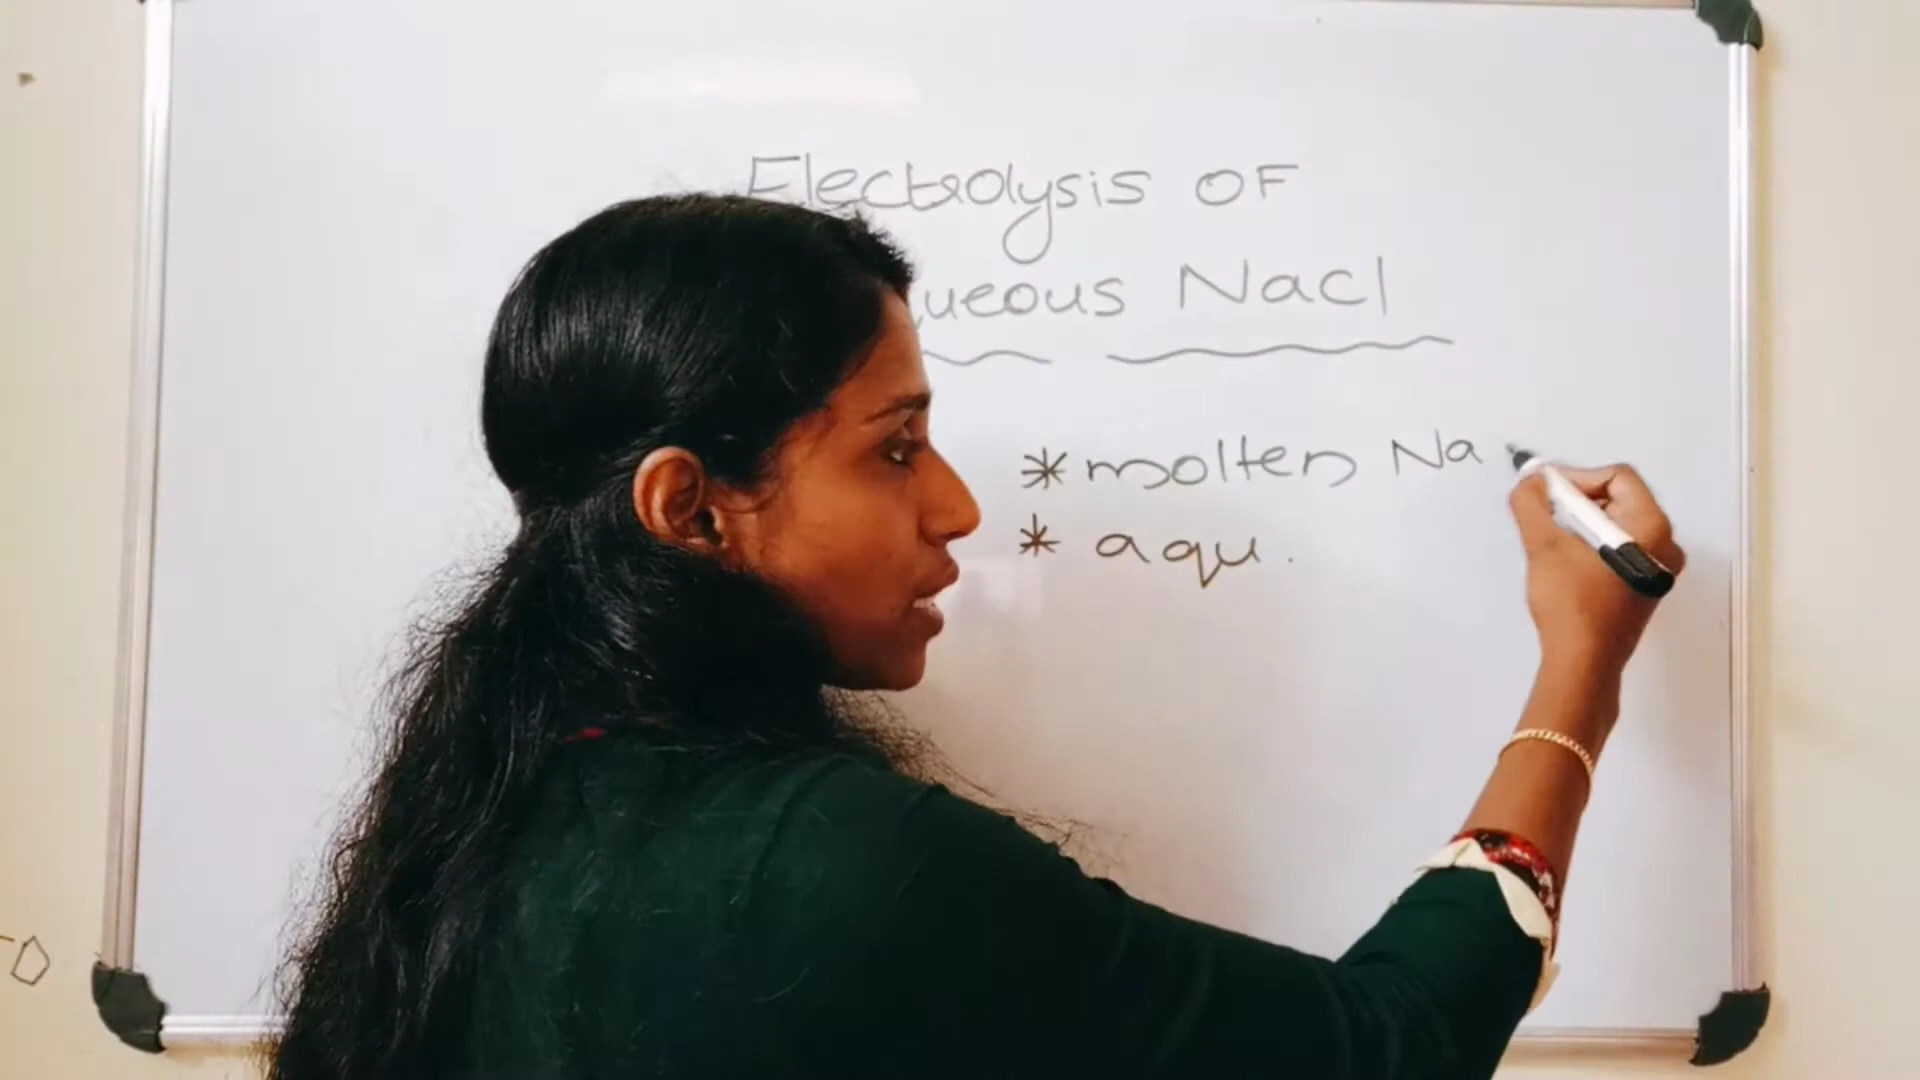 Electrolysis OF
ueous Nacl
* molten Na
* aqu.